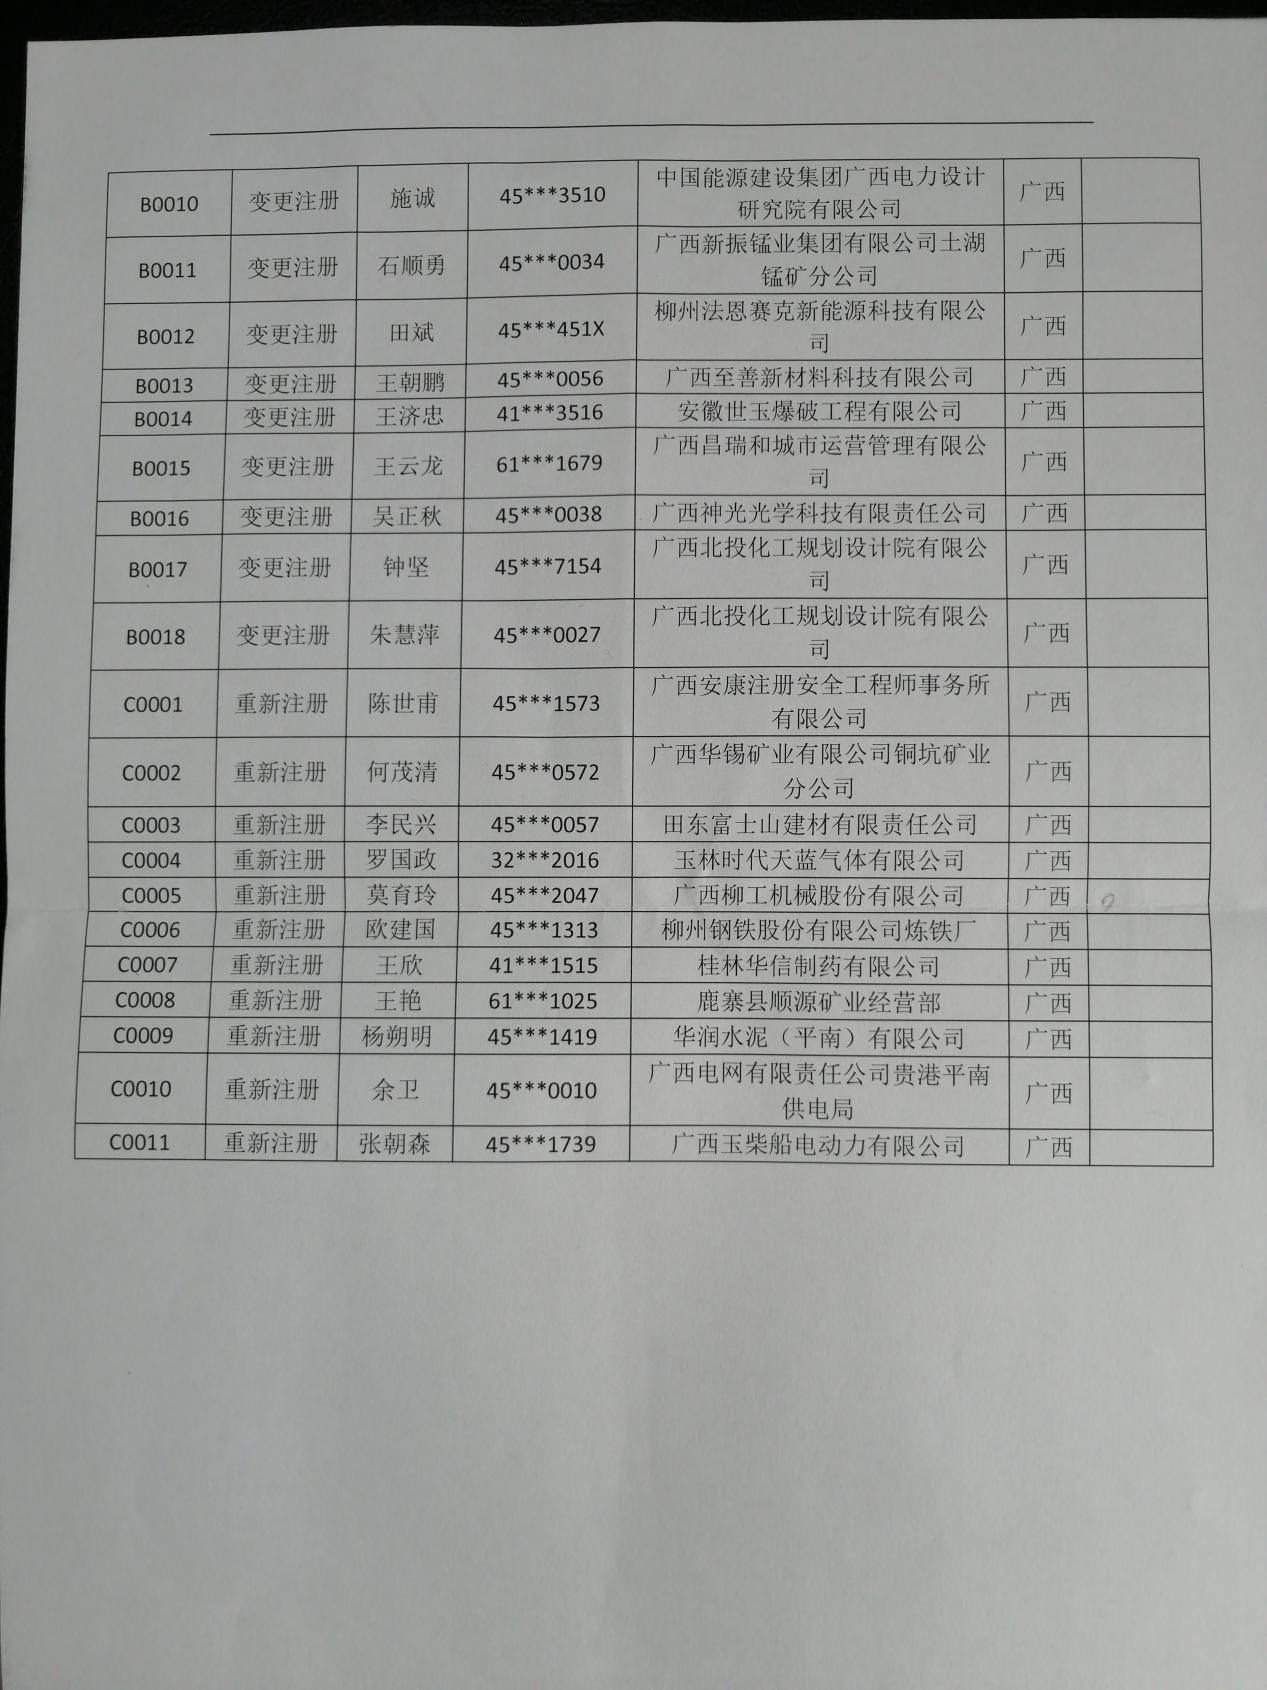 B0010 变更注册 施诚 45***3510 中国能源建设集团广西电力设计 广西
研究院有限公司
B0011 变更注册 石顺勇 45***0034 广西新振锰业集团有限公司土湖 广西
锰矿分公司
B0012 变更注册 田斌 45***451X 柳州法恩赛克新能源科技有限公 广西
司
B0013 变更注册 王朝鹏 45***0056 广西至善新材料科技有限公司 广西
B0014 变更注册 王济忠 41***3516 安徽世玉爆破工程有限公司 广西
B0015 变更注册 王云龙 61***1679 广西昌瑞和城市运营管理有限公 广西
司
B0016 变更注册 吴正秋 45***0038 广西神光光学科技有限责任公司 广西
B0017 变更注册 钟坚 45***7154 广西北投化工规划设计院有限公 广西
司
B0018 变更注册 朱慧萍 45***0027 广西北投化工规划设计院有限公 广西
司
C0001 重新注册 陈世甫 45***1573 广西安康注册安全工程师事务所 广西
有限公司
C0002 重新注册 何茂清 45***0572 广西华锡矿业有限公司铜坑矿业 广西
分公司
C0003 重新注册 李民兴 45***0057 田东富士山建材有限责任公司 广西
C0004 重新注册 罗国政 32***2016 玉林时代天蓝气体有限公司 广西
C0005 重新注册 莫育玲 45***2047 广西柳工机械股份有限公司 广西
C0006 重新注册 欧建国 45***1313 柳州钢铁股份有限公司炼铁厂 广西
C0007 重新注册 王欣 41***1515 桂林华信制药有限公司 广西
C0008 重新注册 王艳 61***1025 鹿寨县顺源矿业经营部 广西
C0009 重新注册 杨朔明 45***1419 华润水泥（平南）有限公司 广西
C0010 重新注册 余卫 45***0010 广西电网有限责任公司贵港平南 广西
供电局
C0011 重新注册 张朝森 45***1739 广西玉柴船电动力有限公司 广西